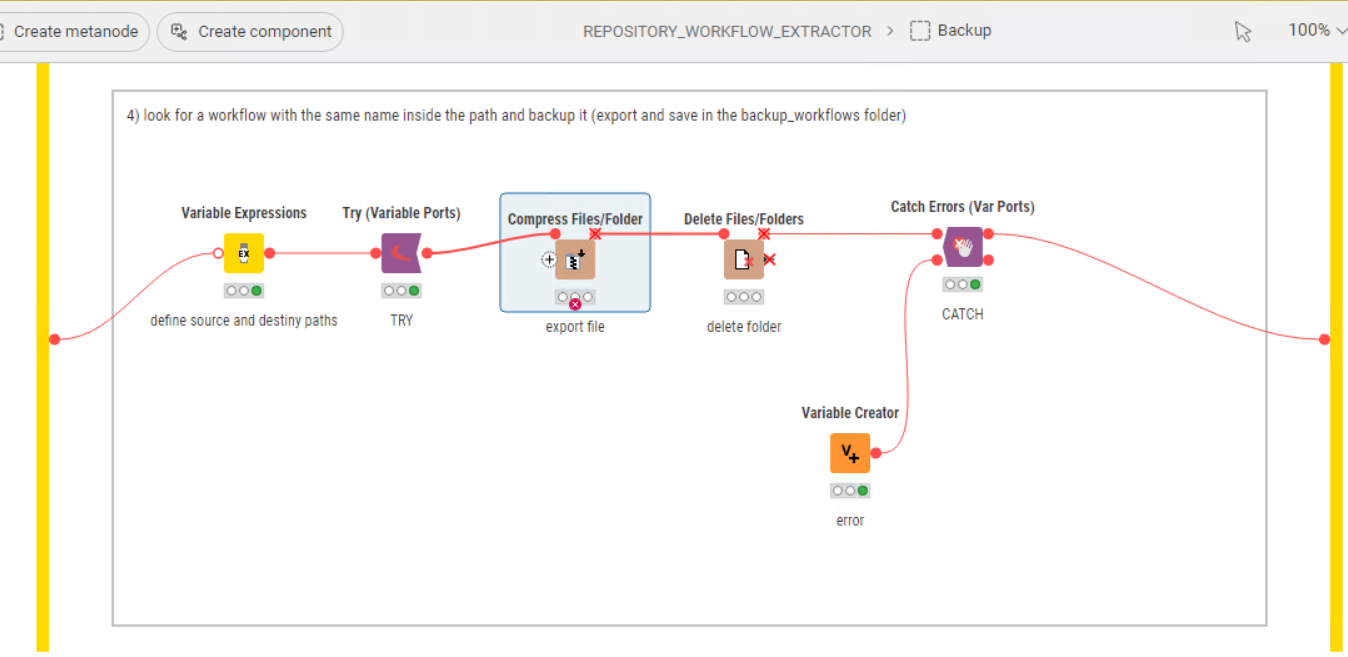 Create metanode
Create component
REPOSITORY_WORKFLOW_EXTRACTOR > Backup
100%
4) look for a workflow with the same name inside the path and backup it (export and save in the backup_workflows folder)
Variable Expressions
Try (Variable Ports)
Compress Files/Folder
Delete Files/Folders
Catch Errors (Var Ports)
EX
define source and destiny paths
TRY
export file
delete folder
CATCH
Variable Creator
V+
error